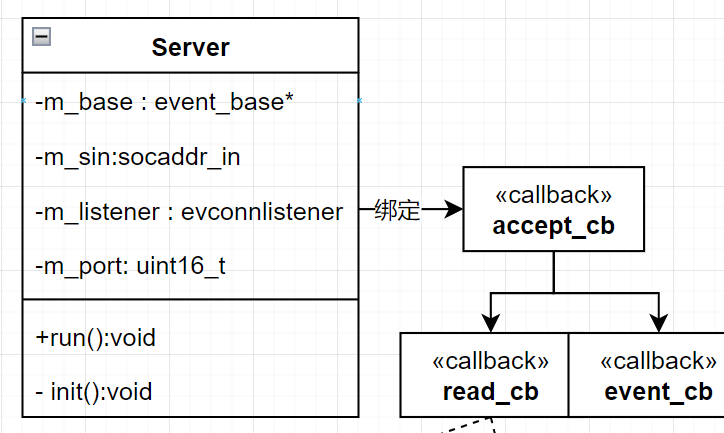 Server
-m_base : event_base*
-m_sin:socaddr_in
-m_listener : evconnlistener
-m_port: uint16_t
+run():void
- init():void
绑定
«callback»
accept_cb
«callback»
read_cb
«callback»
event_cb